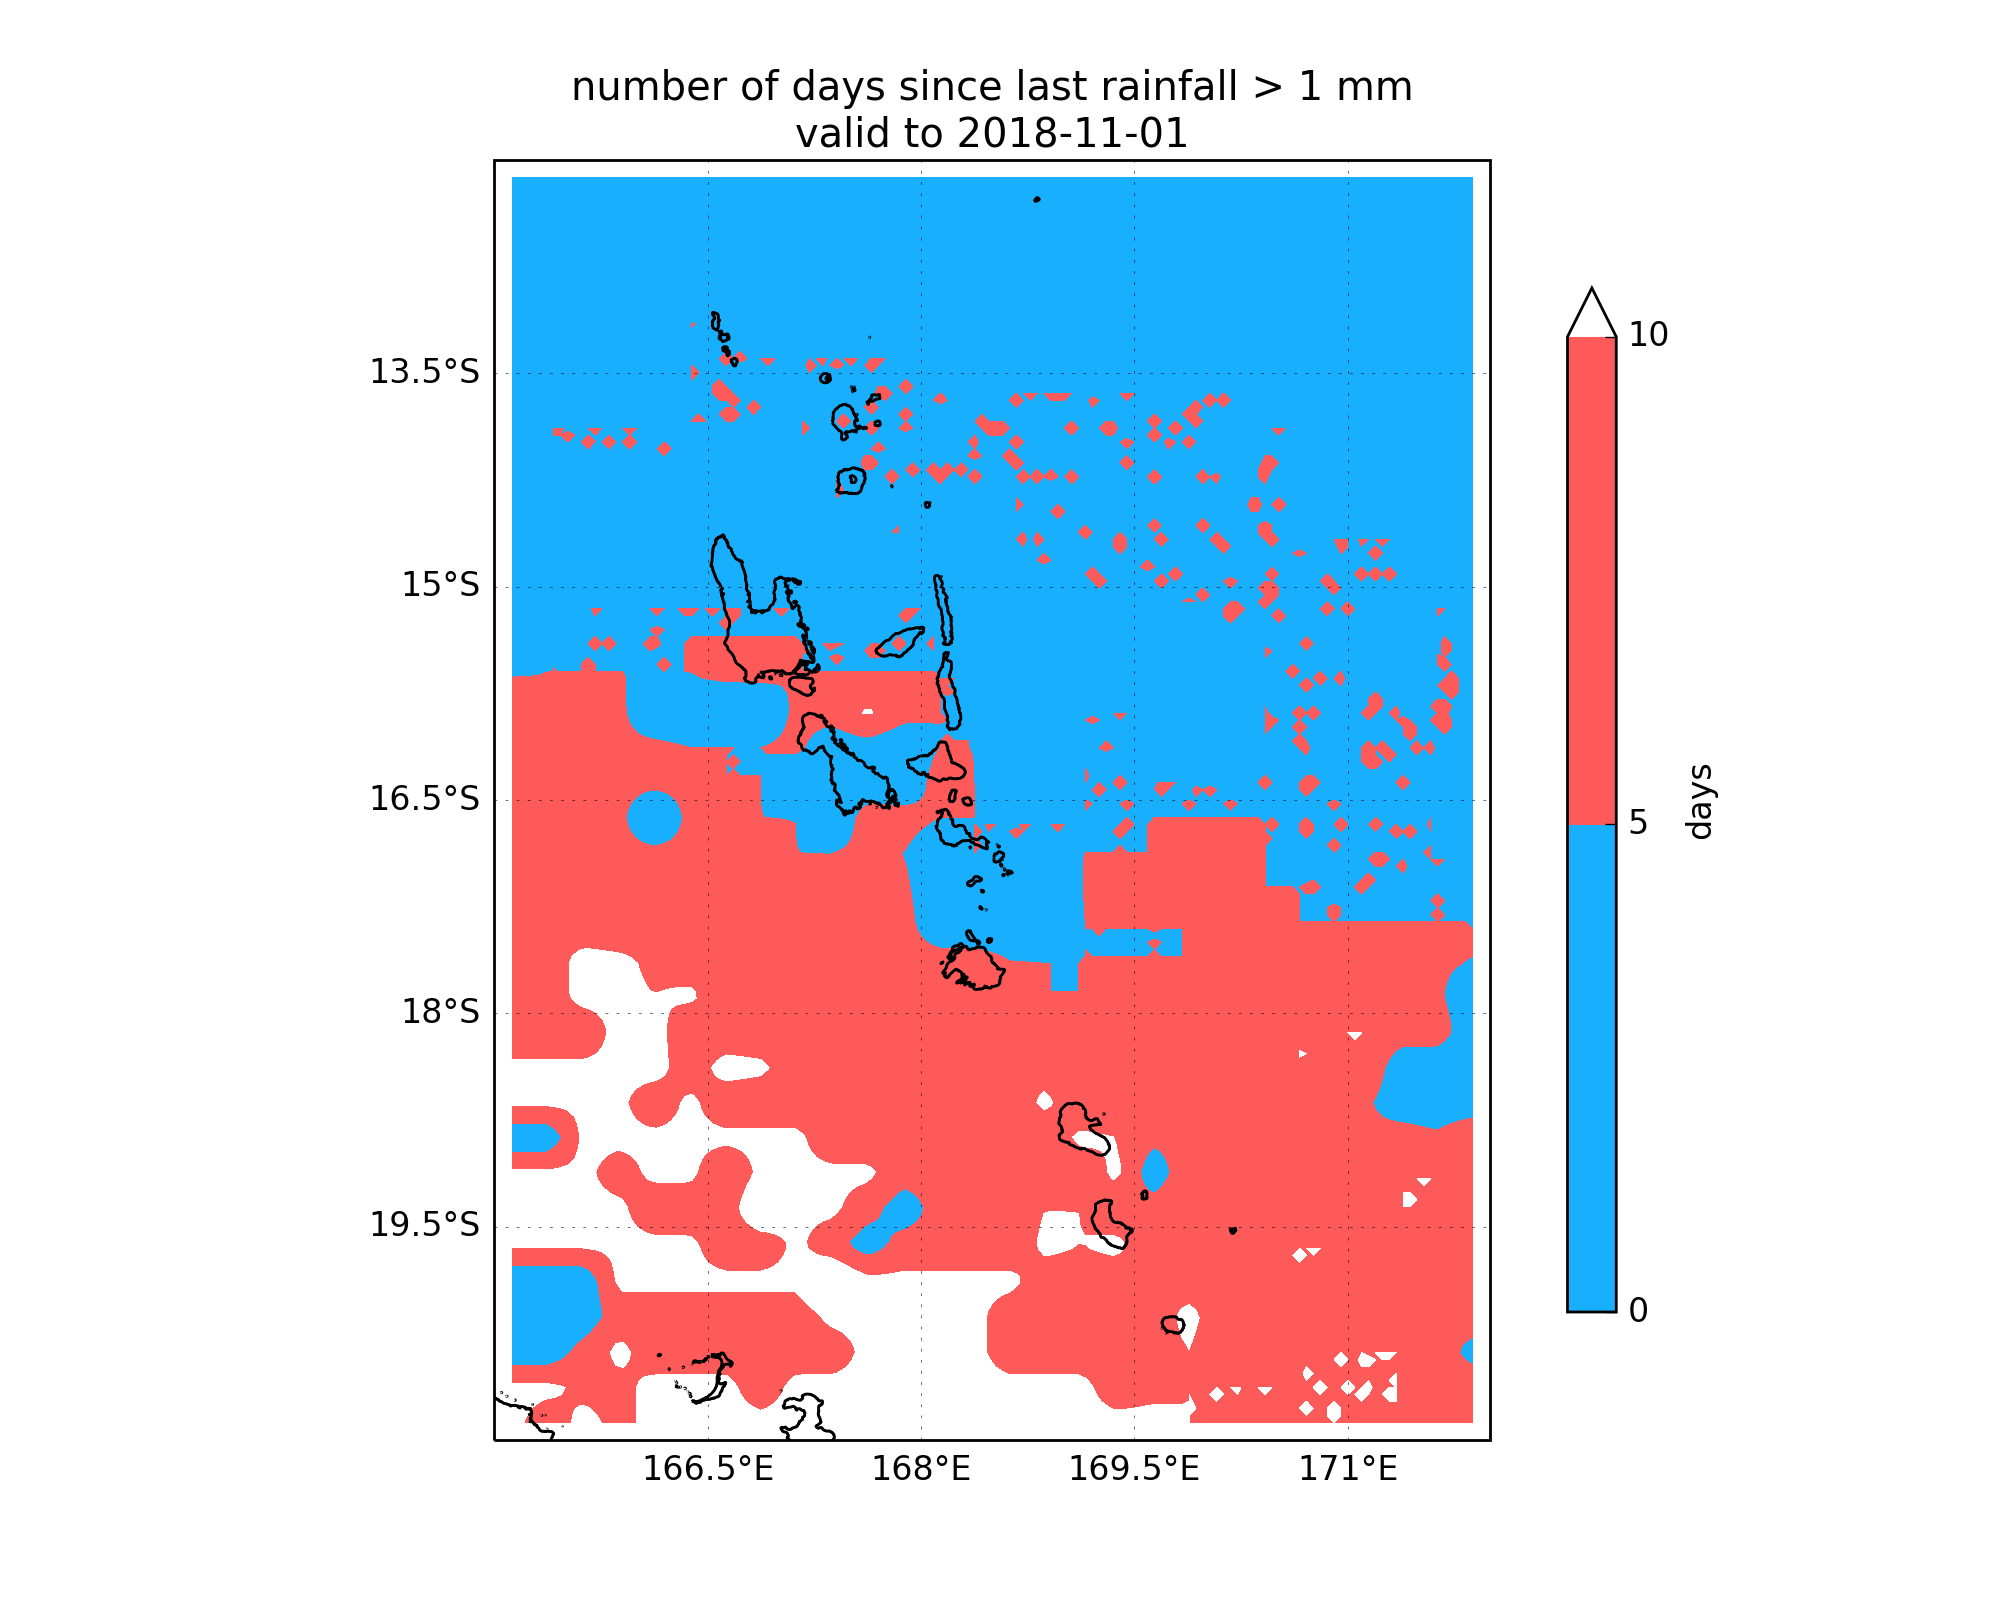 number of days since last rainfall > 1 mm
valid to 2018-11-01
13.5°S
15°S
16.5°S
18°S
19.5°S
166.5°E
168°E
169.5°E
171°E
10
5
0
days